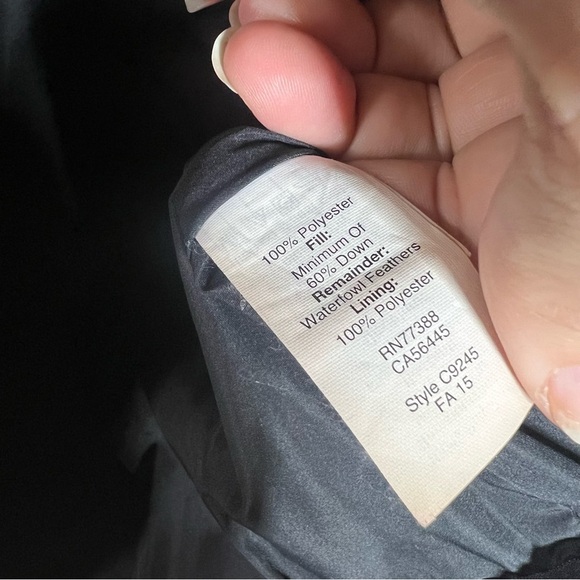 100% Polyester
Fill:
Minimum Of
60% Down
Remainder:
Waterfowl Feathers
Lining:
100% Polyester
RN77388
CA56445
Style C9245
FA 15